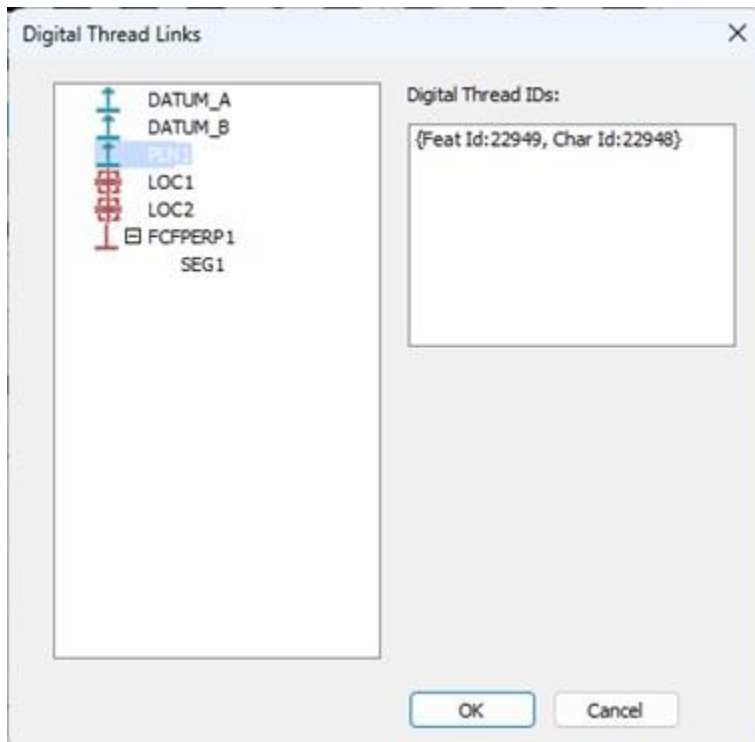 Digital Thread Links
DATUM_A
DATUM_B
PLN1
LOC1
LOC2
FCFPERP1
SEG1
Digital Thread IDs:
{Feat Id:22949, Char Id:22948}
OK
Cancel